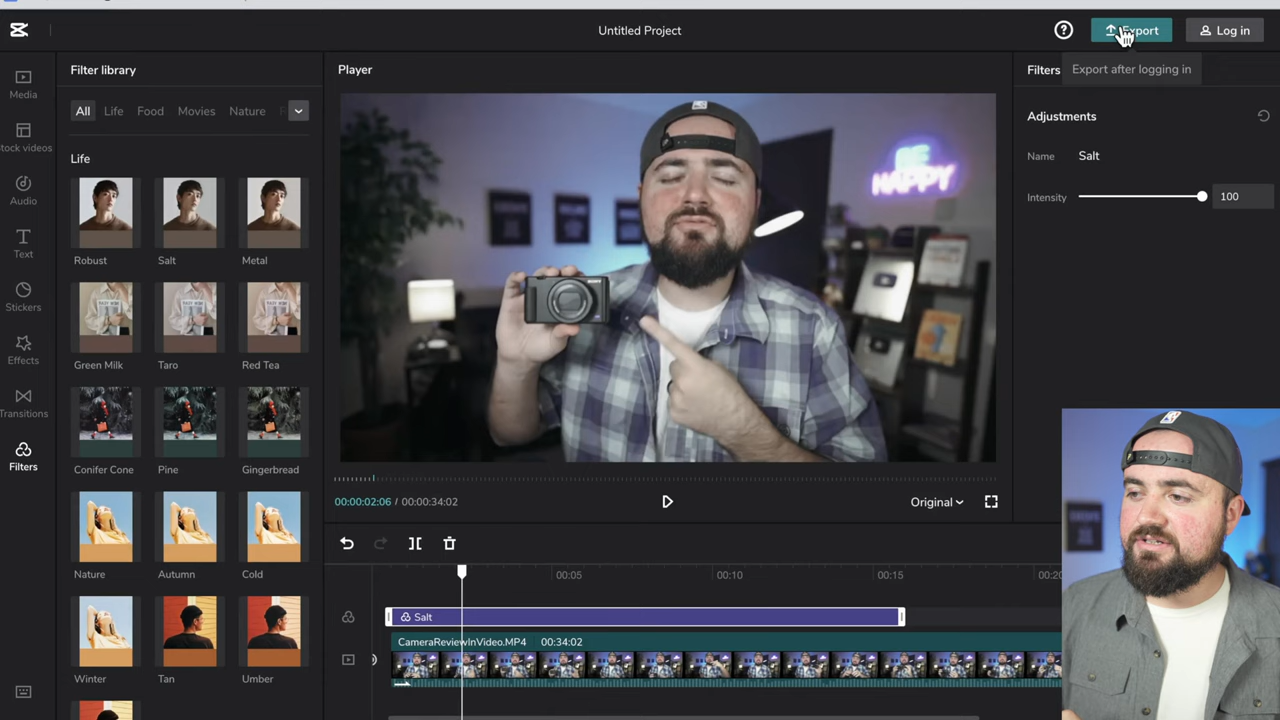 Untitled Project
Export
Log in
Export after logging in
Media
Stock videos
Audio
Text
Stickers
Effects
Transitions
Filters
Filter library
All
Life
Food
Movies
Nature
Life
Robust
Salt
Metal
Green Milk
Taro
Red Tea
Conifer Cone
Pine
Gingerbread
Nature
Autumn
Cold
Winter
Tan
Umber
Player
BE
HAPPY
SONY
00:00:02:06 / 00:00:34:02
Original
Filters
Adjustments
Name
Salt
Intensity
100
00:05
00:10
00:15
00:20
Salt
CameraReviewInVideo.MP4
00:34:02